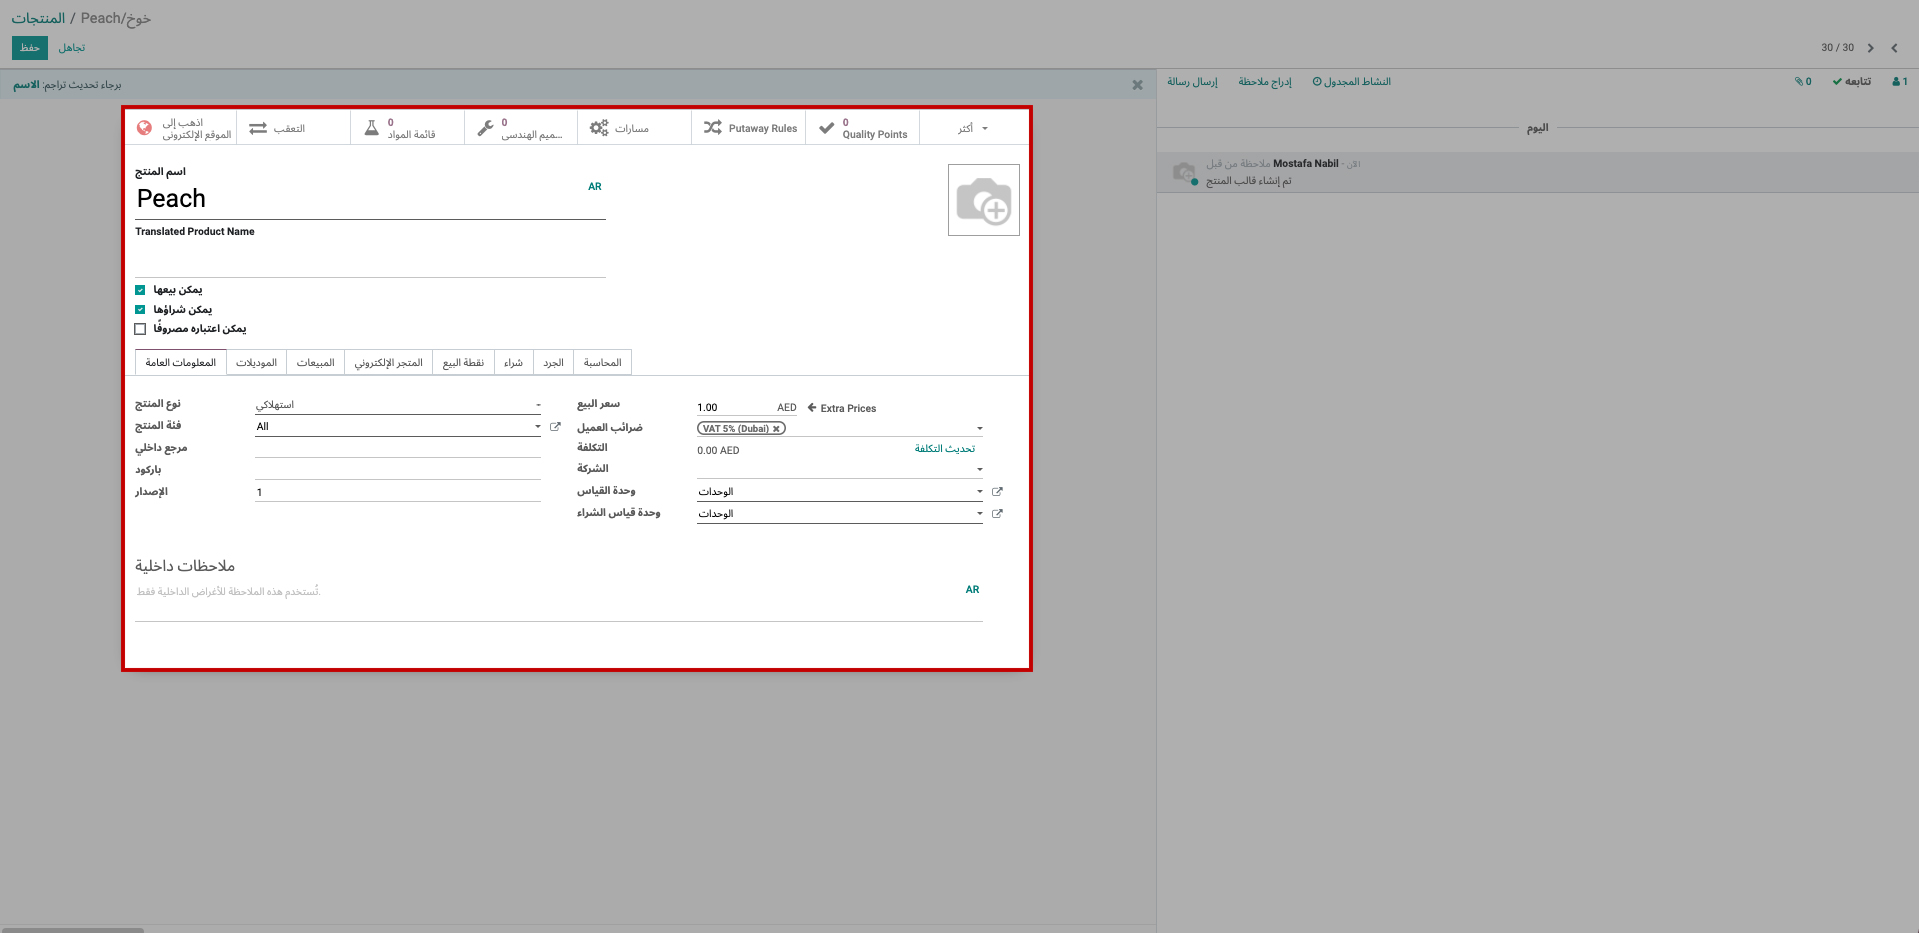 المنتجات / Peach/خوخ
حفظ
تجاهل
30 / 30
برجاء تحديث تراجم: الاسم
إرسال رسالة
إدراج ملاحظة
النشاط المجدول
0
تتابعه
1
اليوم
ملاحظة من قبل Mostafa Nabil - الآن
تم إنشاء قالب المنتج
اذهب إلى
الموقع الإلكتروني
التعقب
0
قائمة المواد
0
ميم الهندسي...
مسارات
Putaway Rules
0
Quality Points
أكثر
اسم المنتج
Peach
AR
Translated Product Name
يمكن بيعها
يمكن شراؤها
يمكن اعتباره مصروفًا
المعلومات العامة
الموديلات
المبيعات
المتجر الإلكتروني
نقطة البيع
شراء
الجرد
المحاسبة
نوع المنتج
استهلاكي
فئة المنتج
All
مرجع داخلي
باركود
الإصدار
1
سعر البيع
1.00
AED
Extra Prices
ضرائب العميل
VAT 5% (Dubai)
التكلفة
0.00 AED
تحديث التكلفة
الشركة
وحدة القياس
الوحدات
وحدة قياس الشراء
الوحدات
ملاحظات داخلية
تُستخدم هذه الملاحظة للأغراض الداخلية فقط.
AR